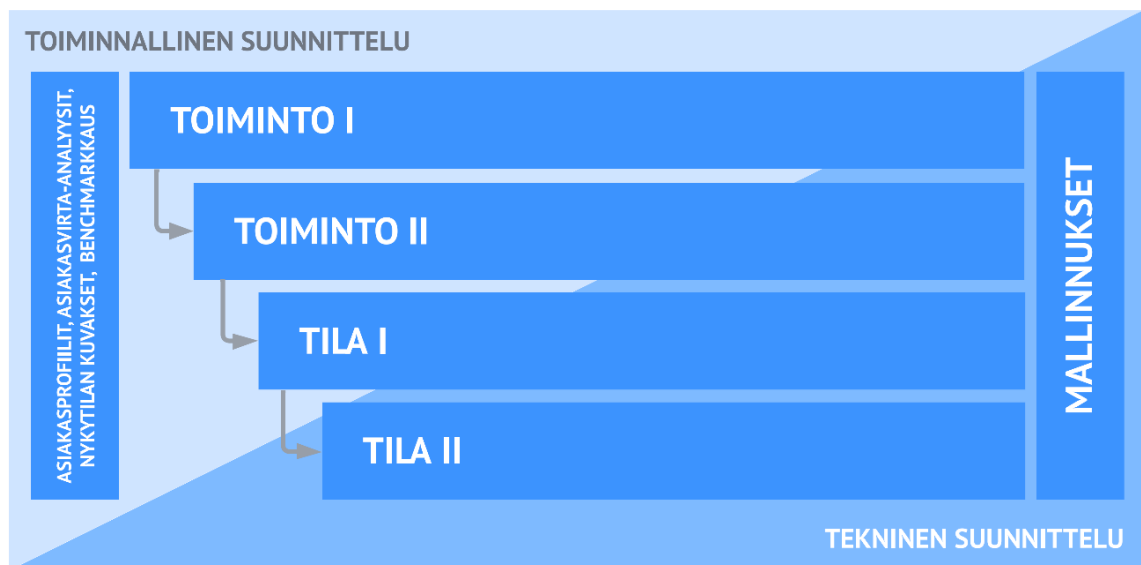 TOIMINNALLINEN SUUNNITTELU
ASIAKASPROFIILIT, ASIAKASVIRTA-ANALYYSIT,
NYKYTILAN KUVAKSET, BENCHMARKKAUS
TOIMINTO I
TOIMINTO II
TILA I
TILA II
MALLINNUKSET
TEKNINEN SUUNNITTELU